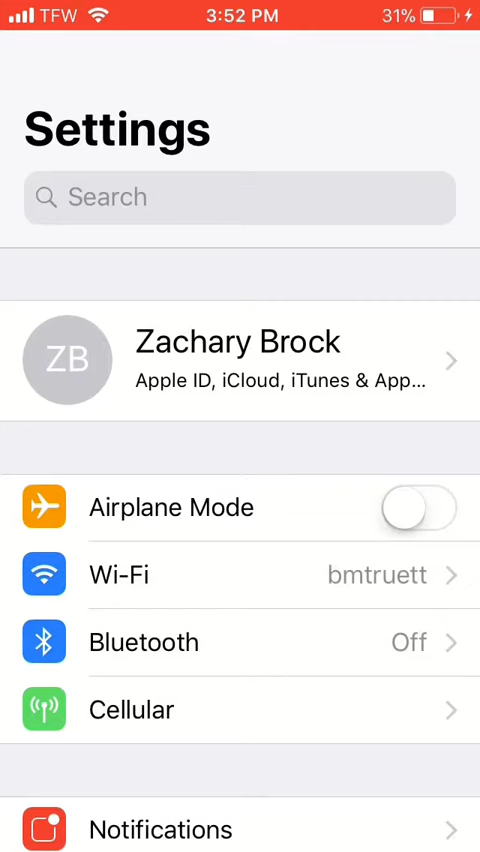 TFW 3:52 PM 31%
Settings
Search
ZB
Zachary Brock
Apple ID, iCloud, iTunes & App...
Airplane Mode
Wi-Fi bmtruett
Bluetooth Off
Cellular
Notifications